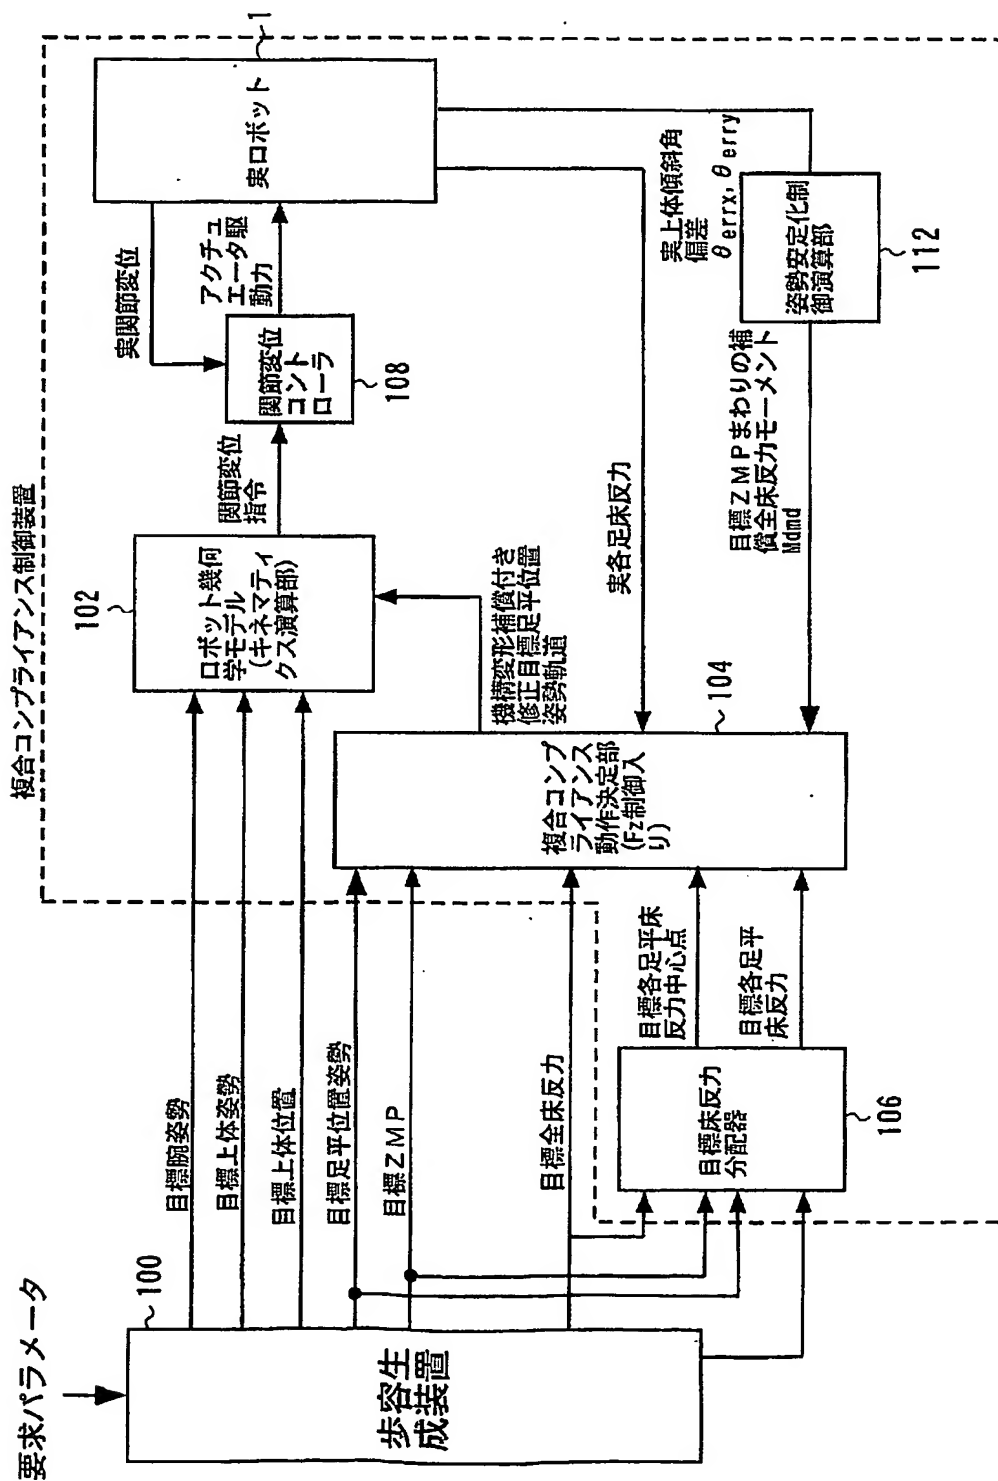 要求パラメータ
100
歩容生
成装置
目標腕姿勢
目標上体姿勢
目標上体位置
目標足平位置姿勢
目標ZMP
目標全床反力
目標床反力
分配器
106
目標各足平床
反力中心点
目標各足平
床反力
複合コンプライアンス制御装置
102
ロボット幾何
学モデル
(キネマティ
クス演算部)
複合コンプ
ライアンス
動作決定部
(Fz制御入
り)
104
機構変形補償付き
修正目標足平位置
姿勢軌道
関節変位
指令
関節変位
コント
ローラ
108
実関節変位
アクチュ
エータ駆
動力
実ロボット
1
実各足床反力
実上体傾斜角
偏差
θerrx, θerry
姿勢安定化制
御演算部
112
目標ZMPまわりの補
償全床反力モーメント
Mdmd